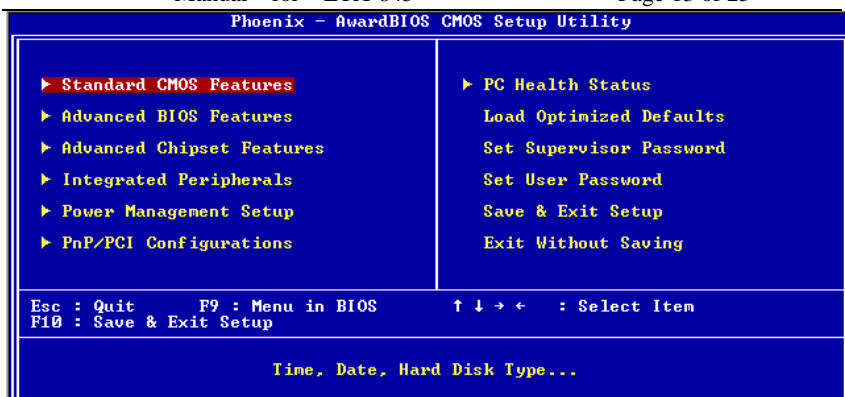 Phoenix - AwardBIOS CMOS Setup Utility
▶ Standard CMOS Features
▶ Advanced BIOS Features
▶ Advanced Chipset Features
▶ Integrated Peripherals
▶ Power Management Setup
▶ PnP/PCI Configurations
▶ PC Health Status
Load Optimized Defaults
Set Supervisor Password
Set User Password
Save & Exit Setup
Exit Without Saving
Esc : Quit F9 : Menu in BIOS ↑ ↓ → ← : Select Item
F10 : Save & Exit Setup
Time, Date, Hard Disk Type...